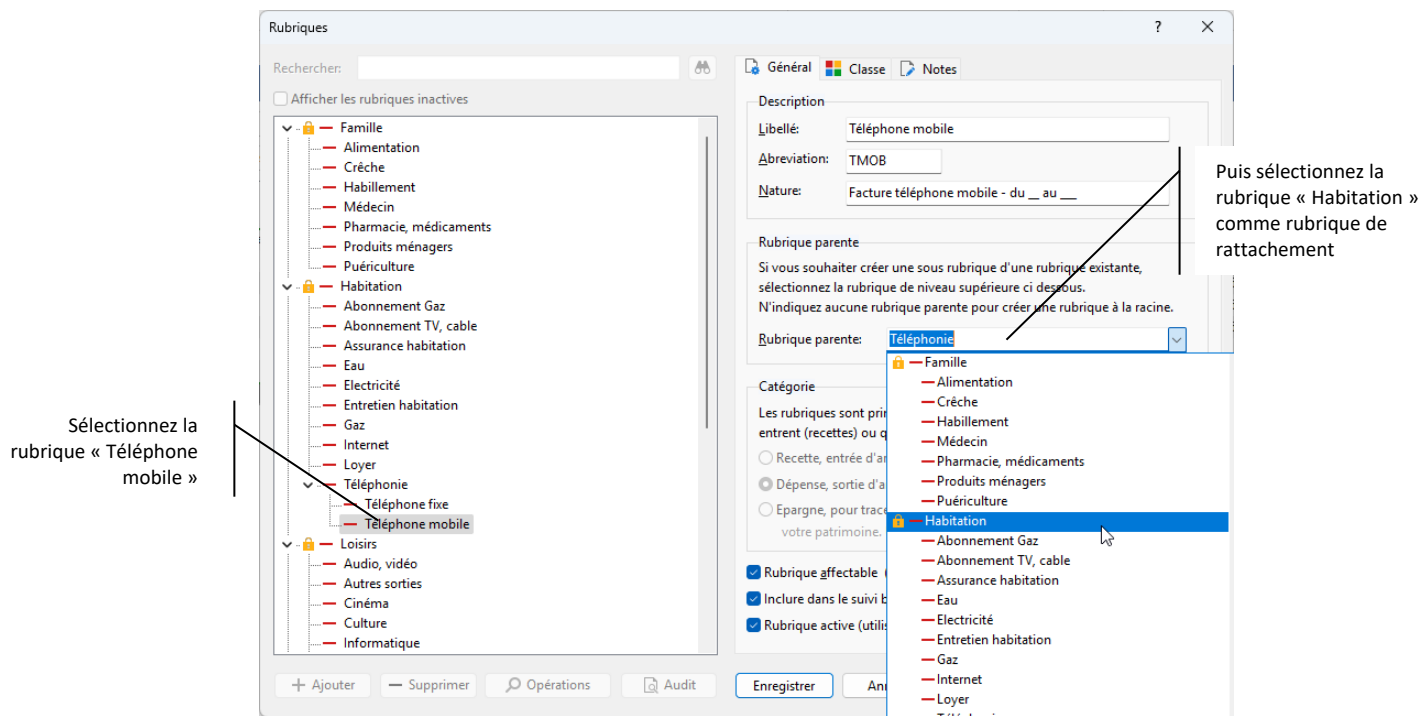 Rubriques
?
Rechercher:
Afficher les rubriques inactives
Famille
Alimentation
Crêche
Habillement
Médecin
Pharmacie, médicaments
Produits ménagers
Puériculture
Habitation
Abonnement Gaz
Abonnement TV, cable
Assurance habitation
Eau
Electricité
Entretien habitation
Gaz
Internet
Loyer
Téléphonie
Téléphone fixe
Téléphone mobile
Loisirs
Audio, vidéo
Autres sorties
Cinéma
Culture
Informatique
Ajouter
Supprimer
Opérations
Audit
Général
Classe
Notes
Description
Libellé: Téléphone mobile
Abreviation: TMOB
Nature: Facture téléphone mobile - du __ au ___
Rubrique parente
Si vous souhaiter créer une sous rubrique d'une rubrique existante,
sélectionnez la rubrique de niveau supérieure ci dessous.
N'indiquez aucune rubrique parente pour créer une rubrique à la racine.
Rubrique parente: Téléphonie
Famille
Alimentation
Crêche
Habillement
Médecin
Pharmacie, médicaments
Produits ménagers
Puériculture
Habitation
Abonnement Gaz
Abonnement TV, cable
Assurance habitation
Eau
Electricité
Entretien habitation
Gaz
Internet
Loyer
Catégorie
Les rubriques sont
entrent (recettes) ou
Recette, entrée
Dépense, sortie
Epargne, pour
votre patrimoine.
Rubrique affectable
Inclure dans le suivi
Rubrique active
Enregistrer
Sélectionnez la
rubrique « Téléphone
mobile »
Puis sélectionnez la
rubrique « Habitation »
comme rubrique de
rattachement